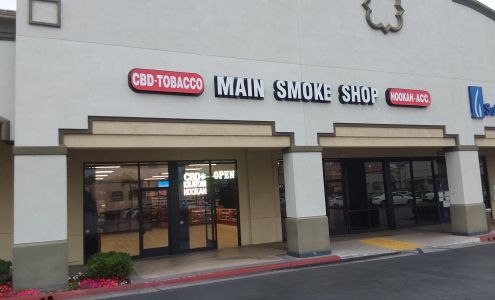 CBD-TOBACCO
MAIN SMOKE SHOP
HOOKAH-ACC.
CBD
KRATOM
HOOKAH
OPEN